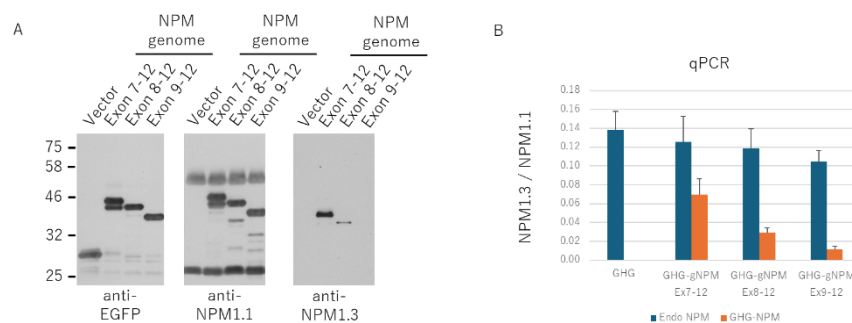 A
NPM
genome
NPM
genome
NPM
genome
Vector
Exon 7-12
Exon 8-12
Exon 9-12
Vector
Exon 7-12
Exon 8-12
Exon 9-12
Vector
Exon 7-12
Exon 8-12
Exon 9-12
75
58
46
32
25
anti-
EGFP
anti-
NPM1.1
anti-
NPM1.3
B
qPCR
NPM1.3 / NPM1.1
0.18
0.16
0.14
0.12
0.10
0.08
0.06
0.04
0.02
0.00
GHG
GHG-gNPM
Ex7-12
GHG-gNPM
Ex8-12
GHG-gNPM
Ex9-12
Endo NPM
GHG-NPM